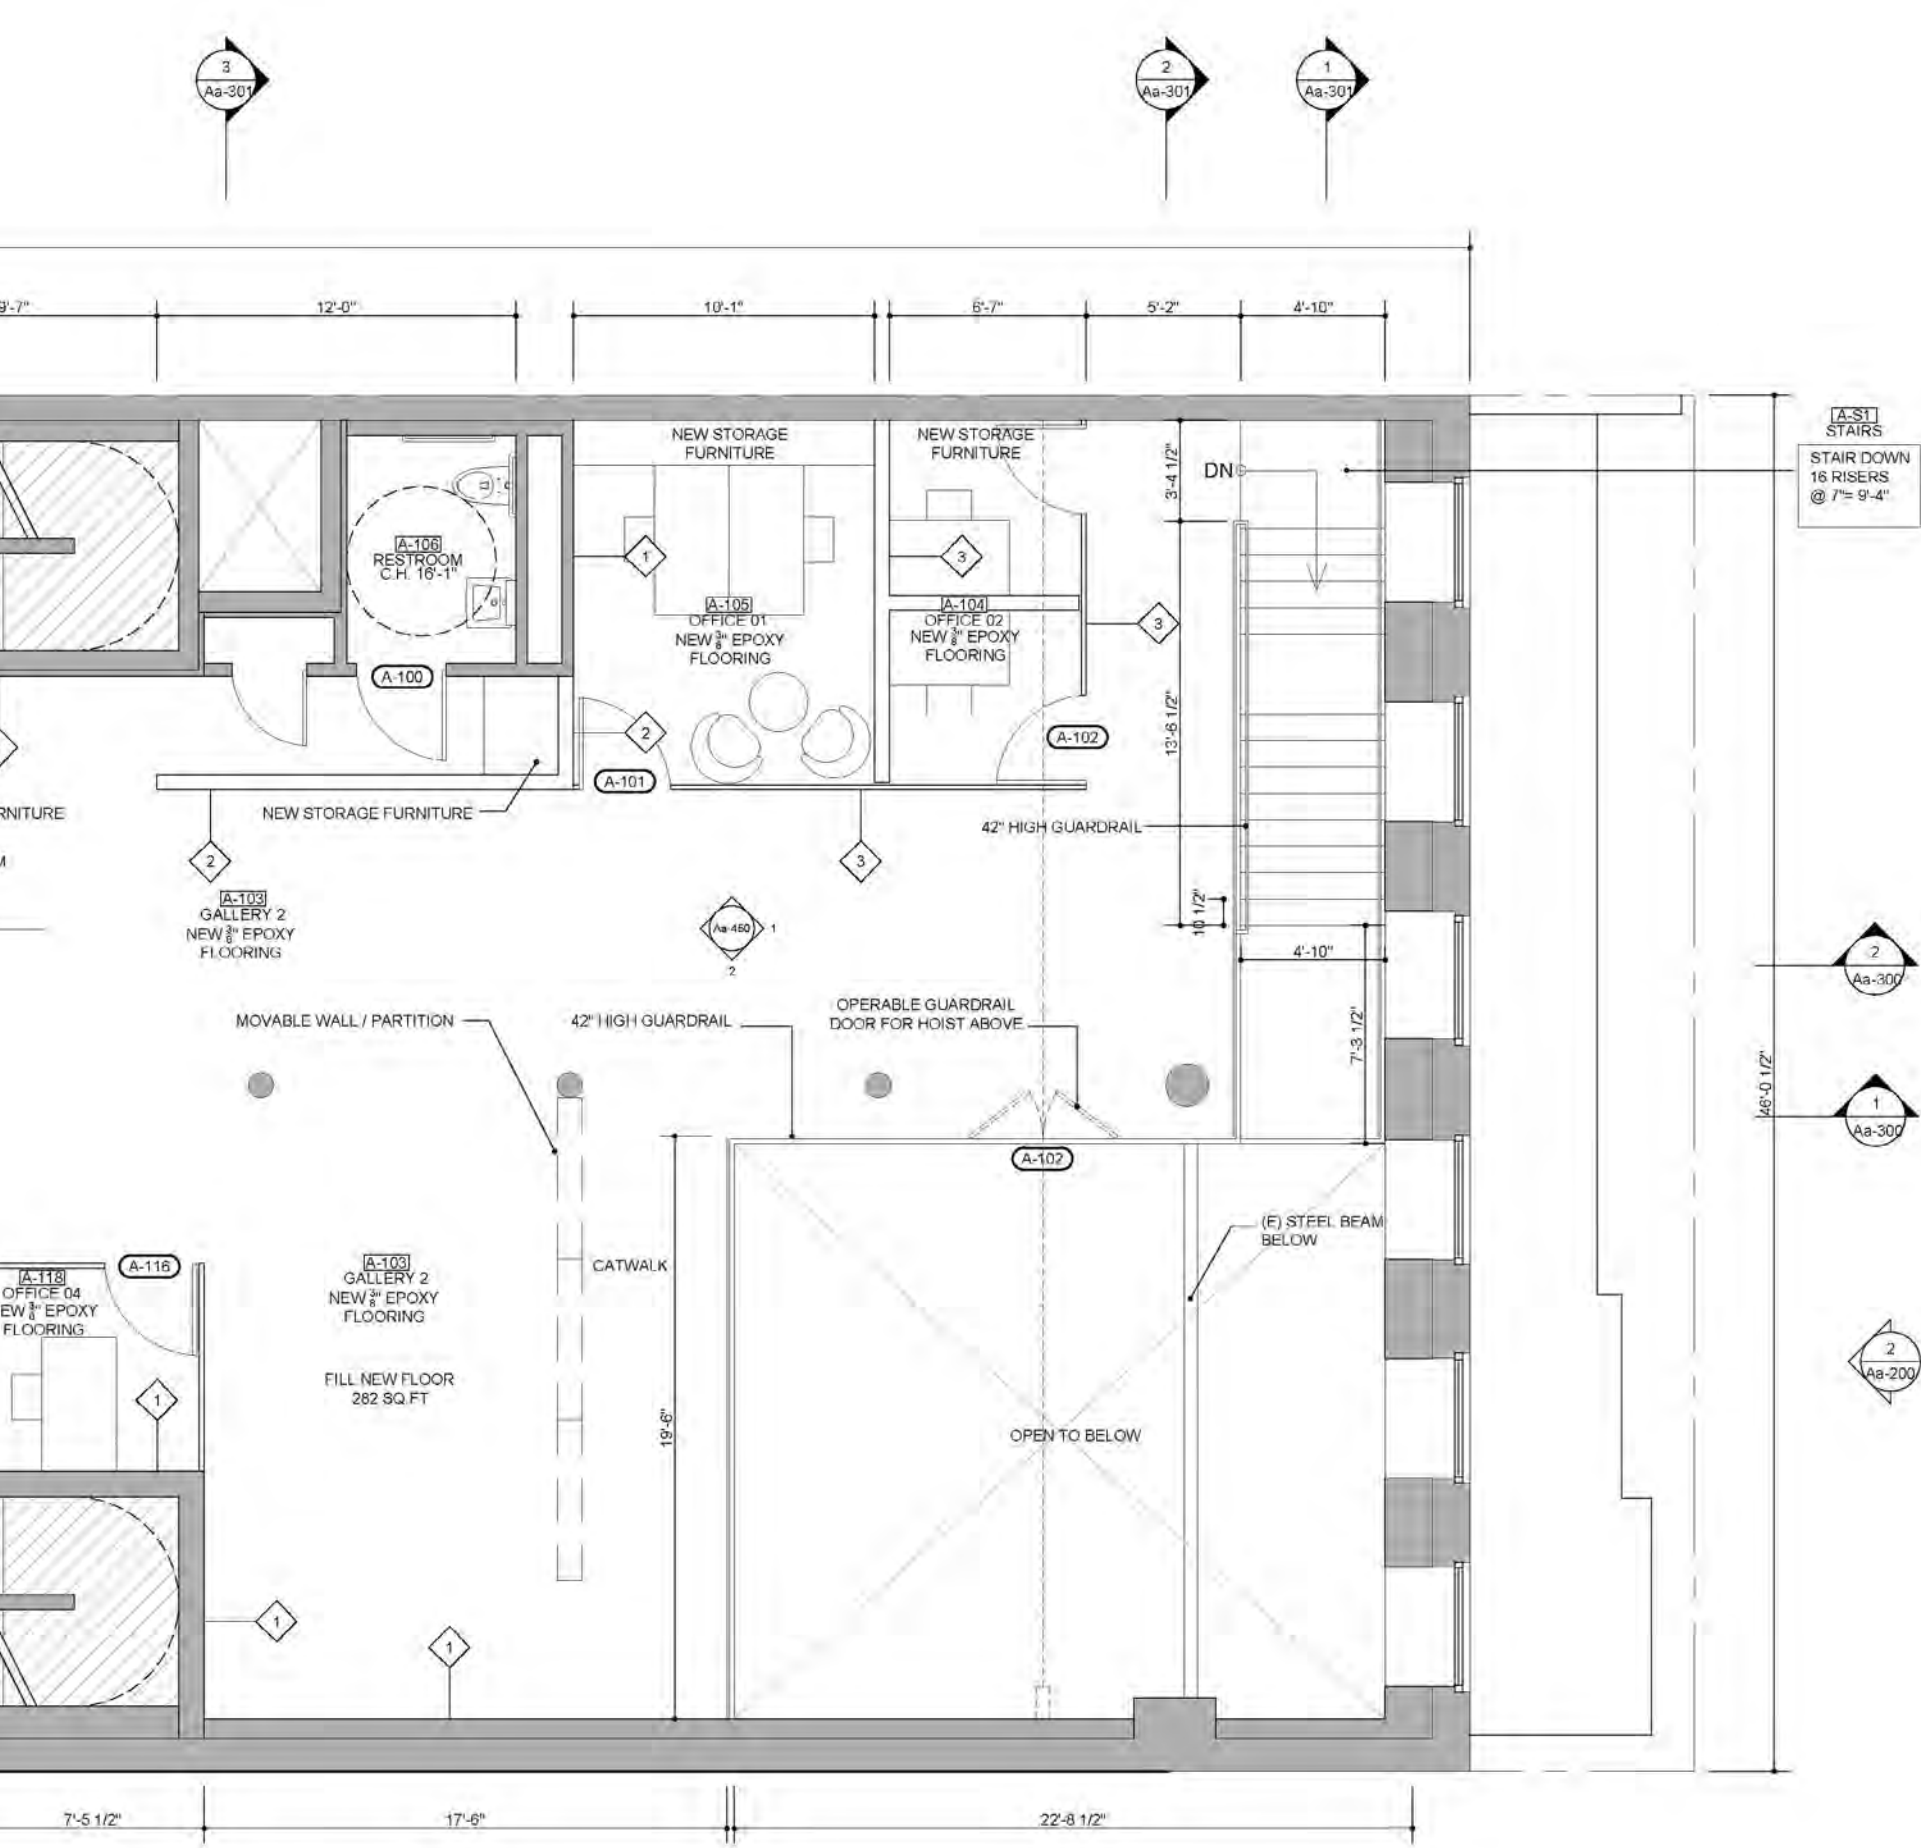 3
Aa-301
2
Aa-301
1
Aa-301
9'-7"
12'-0"
10'-1"
6'-7"
5'-2"
4'-10"
A-S1
STAIRS
STAIR DOWN
16 RISERS
@ 7"= 9'-4"
NEW STORAGE
FURNITURE
NEW STORAGE
FURNITURE
3'-4 1/2"
DN
A-106
RESTROOM
C.H. 16'-1"
1
3
A-105
OFFICE 01
NEW 3/8" EPOXY
FLOORING
A-104
OFFICE 02
NEW 3/8" EPOXY
FLOORING
3
A-100
2
A-102
13'-6 1/2"
A-101
RNITURE
M
NEW STORAGE FURNITURE
42" HIGH GUARDRAIL
2
3
A-103
GALLERY 2
NEW 3/8" EPOXY
FLOORING
Aa-450
1
2
10 1/2"
4'-10"
2
Aa-300
MOVABLE WALL / PARTITION
42" HIGH GUARDRAIL
OPERABLE GUARDRAIL
DOOR FOR HOIST ABOVE
7'-3 1/2"
46'-0 1/2"
1
Aa-300
A-102
(E) STEEL BEAM
BELOW
CATWALK
A-116
A-118
OFFICE 04
EW 3/8" EPOXY
FLOORING
A-103
GALLERY 2
NEW 3/8" EPOXY
FLOORING
FILL NEW FLOOR
282 SQ.FT
2
Aa-200
1
19'-6"
OPEN TO BELOW
1
1
7'-5 1/2"
17'-6"
22'-8 1/2"